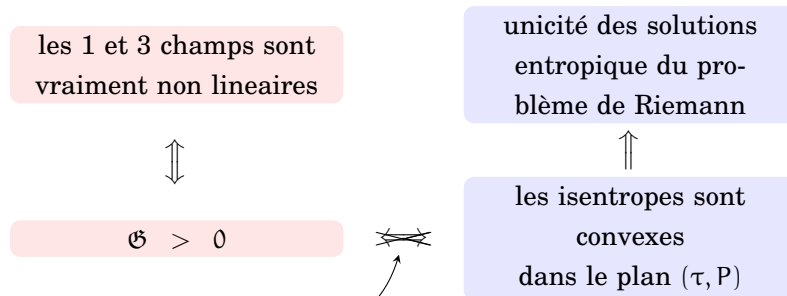 les 1 et 3 champs sont
vraiment non lineaires
𝕲 > 0
unicité des solutions
entropique du pro-
blème de Riemann
les isentropes sont
convexes
dans le plan (τ, P)